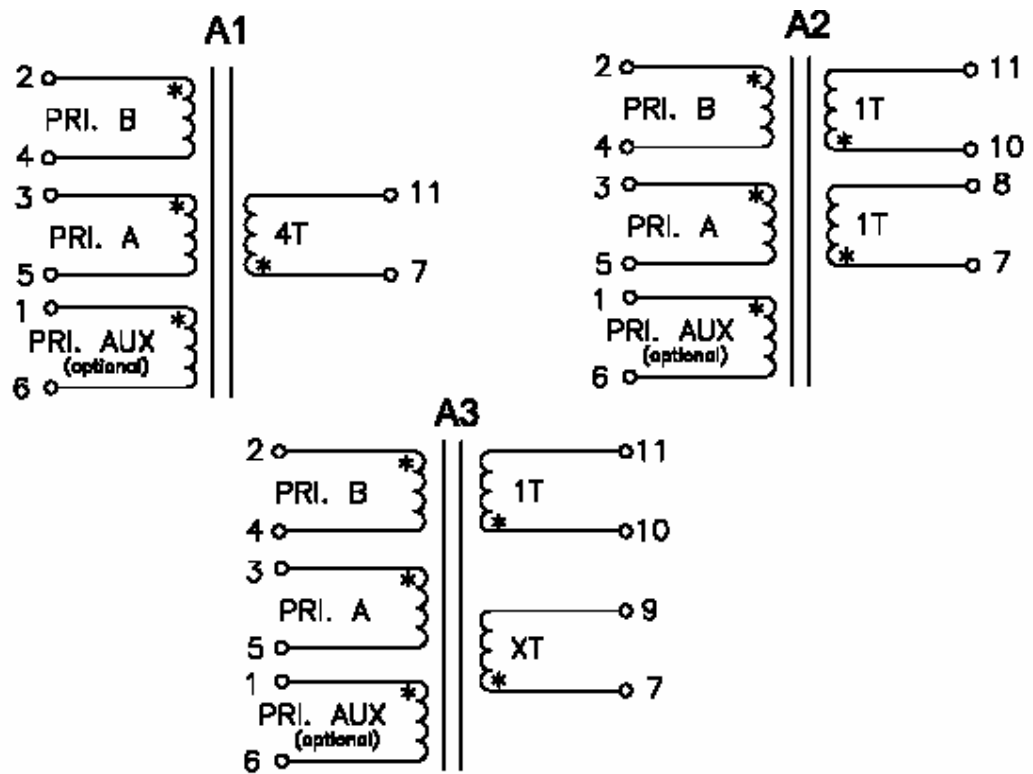 A1
2
PRI. B
4
3
PRI. A
5
1
PRI. AUX
(optional)
6
*
*
*
4T
*
11
7
A2
2
PRI. B
4
3
PRI. A
5
1
PRI. AUX
(optional)
6
*
*
*
1T
*
11
10
1T
*
8
7
A3
2
PRI. B
4
3
PRI. A
5
1
PRI. AUX
(optional)
6
*
*
*
1T
*
11
10
XT
*
9
7